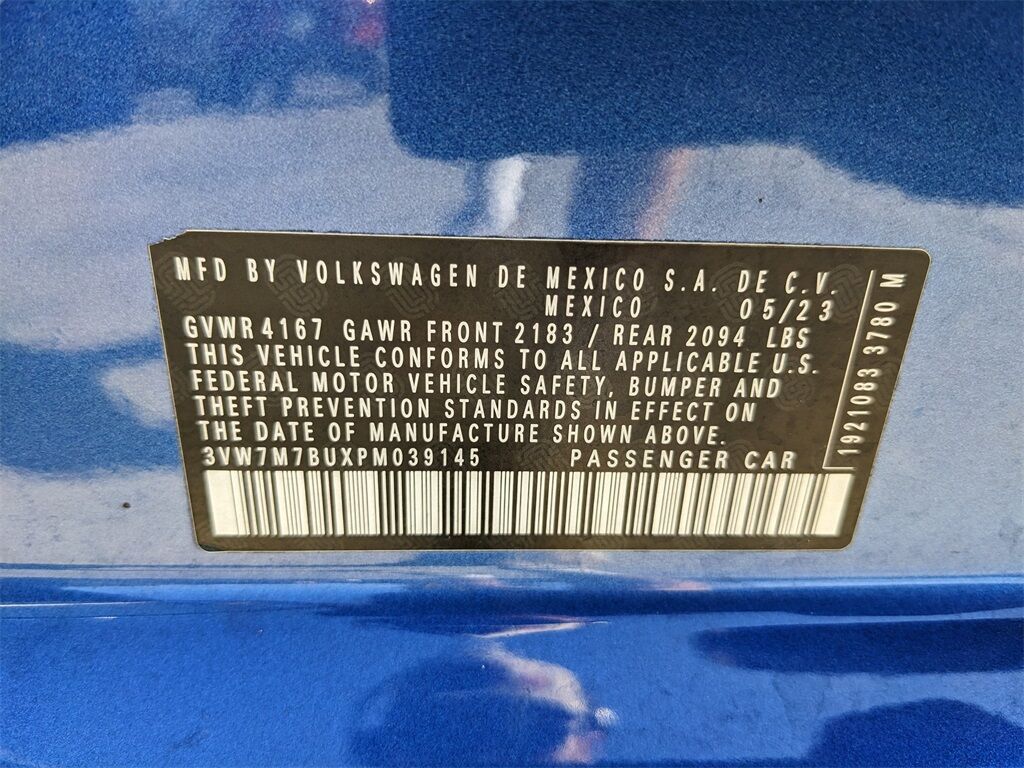 MFD BY VOLKSWAGEN DE MEXICO S.A. DE C.V.
MEXICO 05/23
GVWR 4167 GAWR FRONT 2183 / REAR 2094 LBS
THIS VEHICLE CONFORMS TO ALL APPLICABLE U.S.
FEDERAL MOTOR VEHICLE SAFETY, BUMPER AND
THEFT PREVENTION STANDARDS IN EFFECT ON
THE DATE OF MANUFACTURE SHOWN ABOVE.
3VW7M7BUXPM039145 PASSENGER CAR
1921083 3780 M